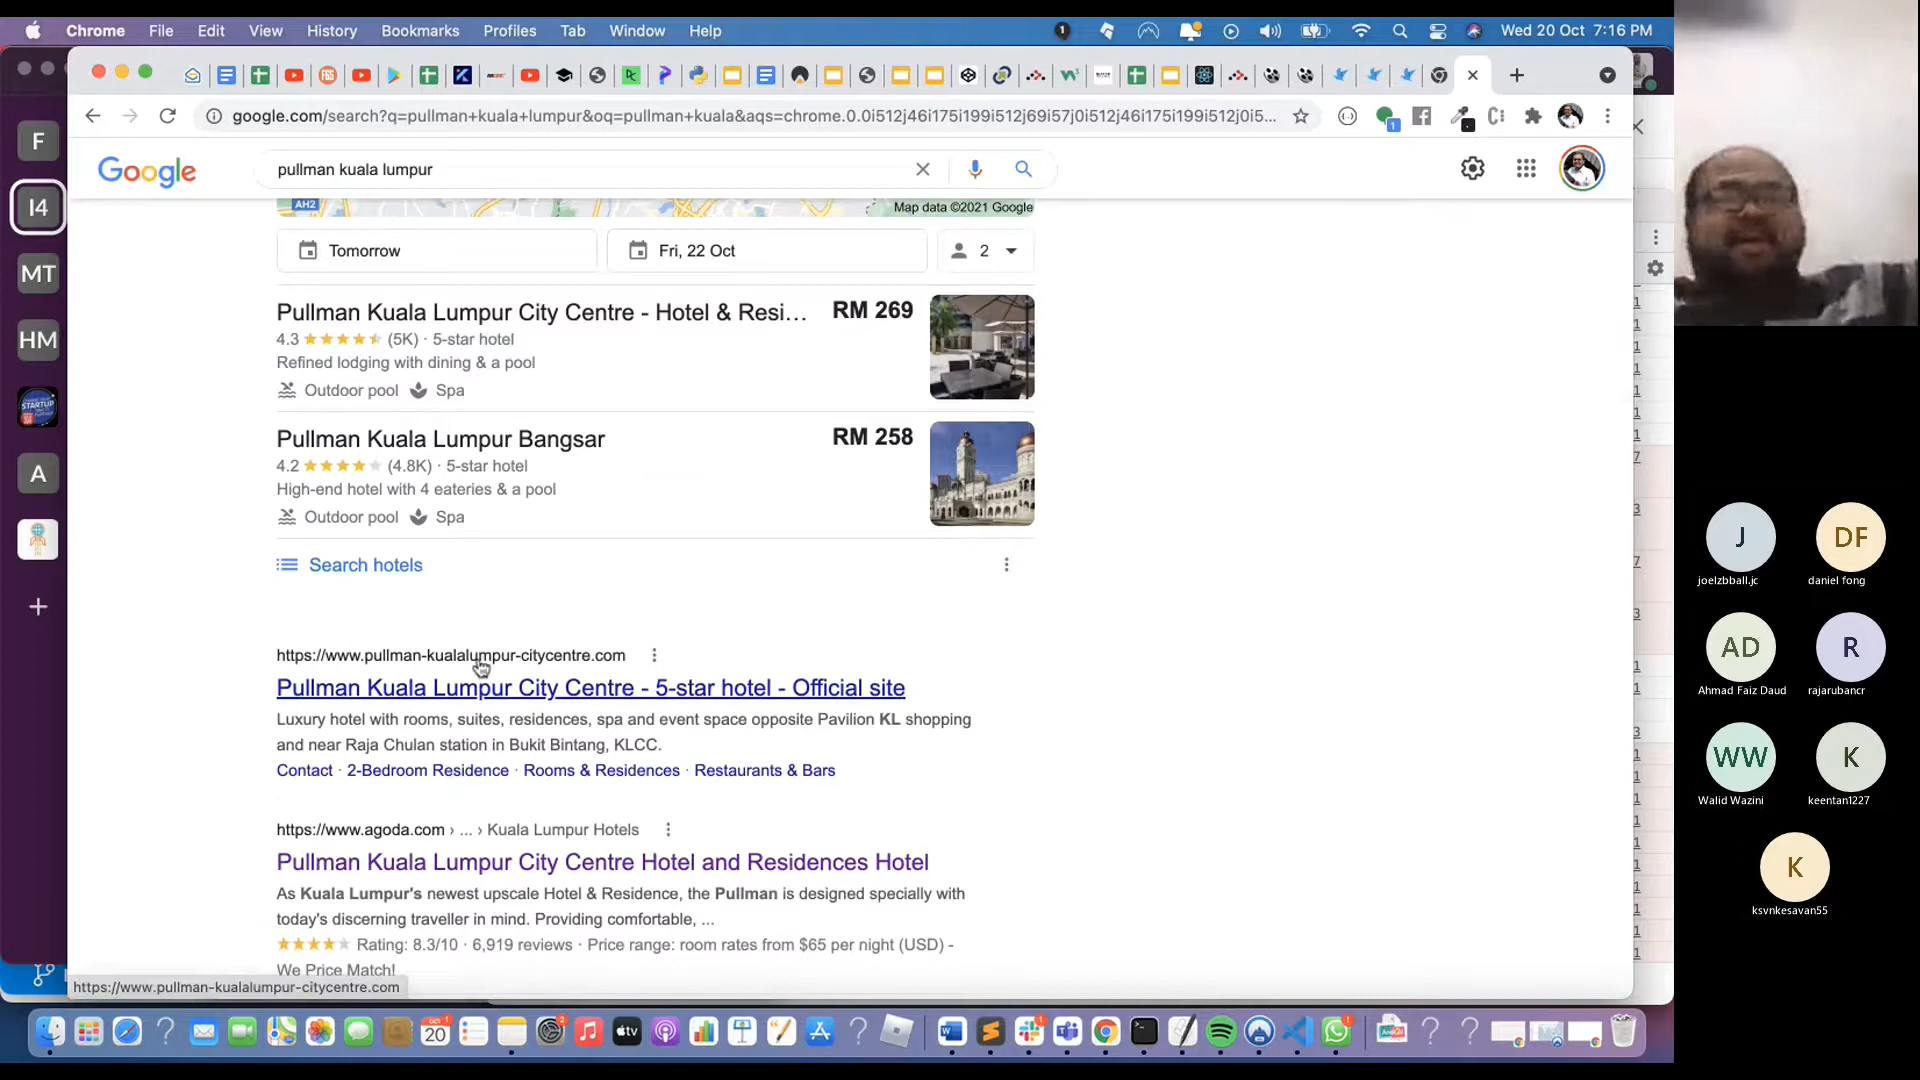 Chrome File Edit View History Bookmarks Profiles Tab Window Help
Wed 20 Oct 7:16 PM
google.com/search?q=pullman+kuala+lumpur&oq=pullman+kuala&aqs=chrome.0.0i512j46i175i199i512j69i57j0i512j46i175i199i512j0i5...
Google
pullman kuala lumpur
AH2
Map data ©2021 Google
Tomorrow
Fri, 22 Oct
2
Pullman Kuala Lumpur City Centre - Hotel & Resi...
RM 269
4.3 (5K) · 5-star hotel
Refined lodging with dining & a pool
Outdoor pool Spa
Pullman Kuala Lumpur Bangsar
RM 258
4.2 (4.8K) · 5-star hotel
High-end hotel with 4 eateries & a pool
Outdoor pool Spa
Search hotels
https://www.pullman-kualalumpur-citycentre.com
Pullman Kuala Lumpur City Centre - 5-star hotel - Official site
Luxury hotel with rooms, suites, residences, spa and event space opposite Pavilion KL shopping
and near Raja Chulan station in Bukit Bintang, KLCC.
Contact · 2-Bedroom Residence · Rooms & Residences · Restaurants & Bars
https://www.agoda.com › ... › Kuala Lumpur Hotels
Pullman Kuala Lumpur City Centre Hotel and Residences Hotel
As Kuala Lumpur's newest upscale Hotel & Residence, the Pullman is designed specially with
today's discerning traveller in mind. Providing comfortable, ...
Rating: 8.3/10 · 6,919 reviews · Price range: room rates from $65 per night (USD) -
We Price Match!
https://www.pullman-kualalumpur-citycentre.com
F
I4
MT
HM
STARTUP
A
J
joelzbball.jc
DF
daniel fong
AD
Ahmad Faiz Daud
R
rajarubancr
WW
Walid Wazini
K
keentan1227
K
ksvnkesavan55
20
tv